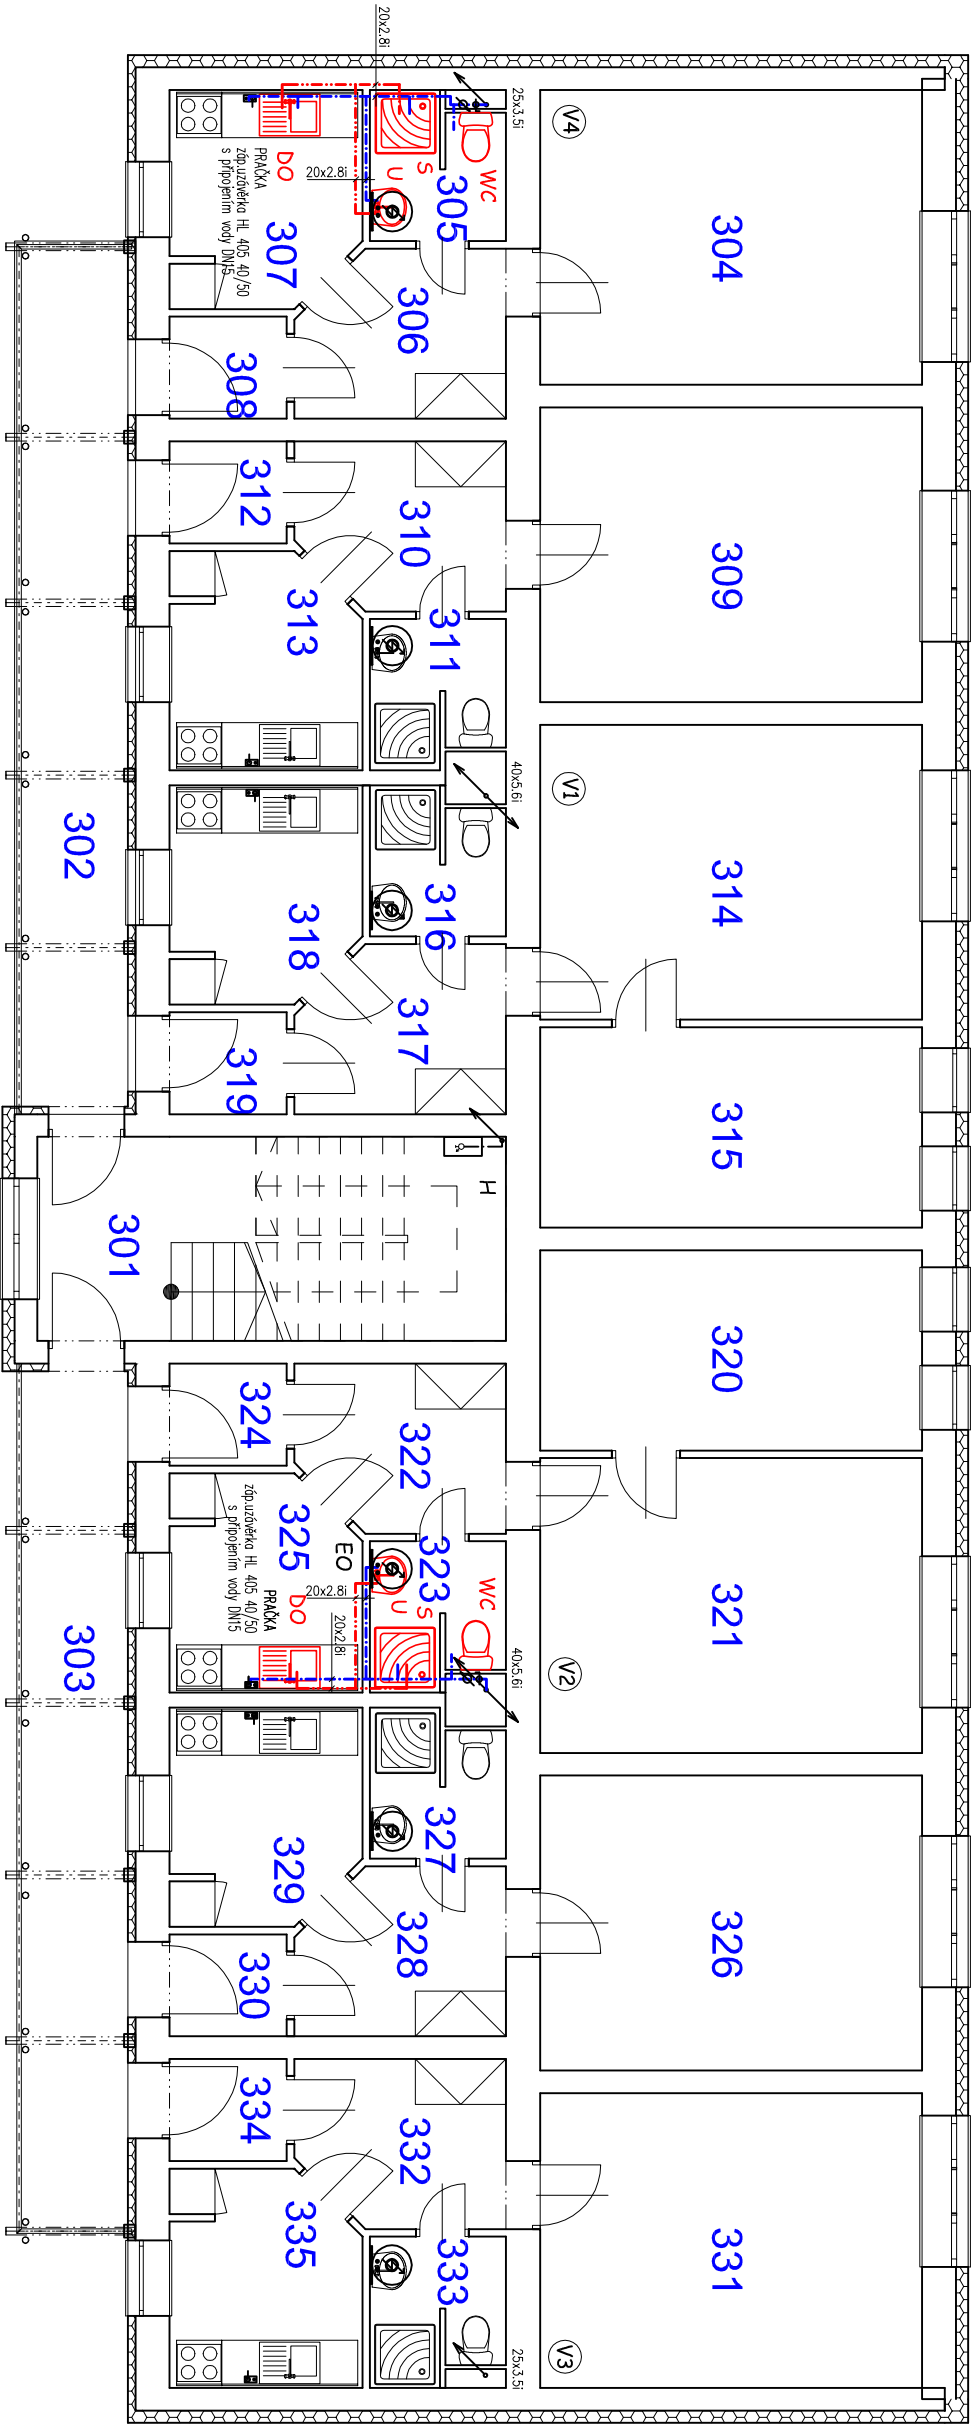 20x2.8i
25x3.5i
V4
304
WC
S
305
U
DO
20x2.8i
PRAČKA
záp.uzávěrka HL 405 40/50
s připojením vody DN15
307
306
308
312
310
309
313
311
40x5.6i
V1
302
314
318
316
317
319
315
H
301
320
324
322
záp.uzávěrka HL 405 40/50
s připojením vody DN15
325
EO
323
WC
S
U
20x2.8i
PRAČKA
DO
20x2.8i
40x5.6i
V2
321
303
329
327
328
326
330
334
332
335
333
331
25x3.5i
V3